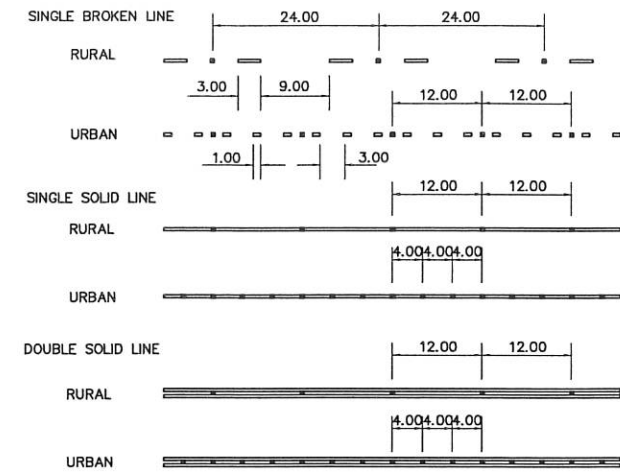 SINGLE BROKEN LINE
24.00 24.00
RURAL
3.00 9.00
12.00 12.00
URBAN
1.00 3.00
12.00 12.00
SINGLE SOLID LINE
RURAL
4.00 4.00 4.00
URBAN
DOUBLE SOLID LINE
12.00 12.00
RURAL
4.00 4.00 4.00
URBAN